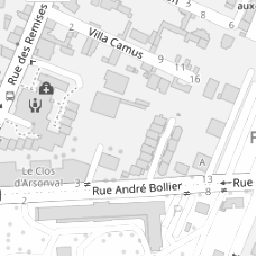 aux
Rue des Remises
Villa Camus
9
11
16
Le Clos
d'Arsonval
3
A
13
Rue André Bollier
Rue
2
8